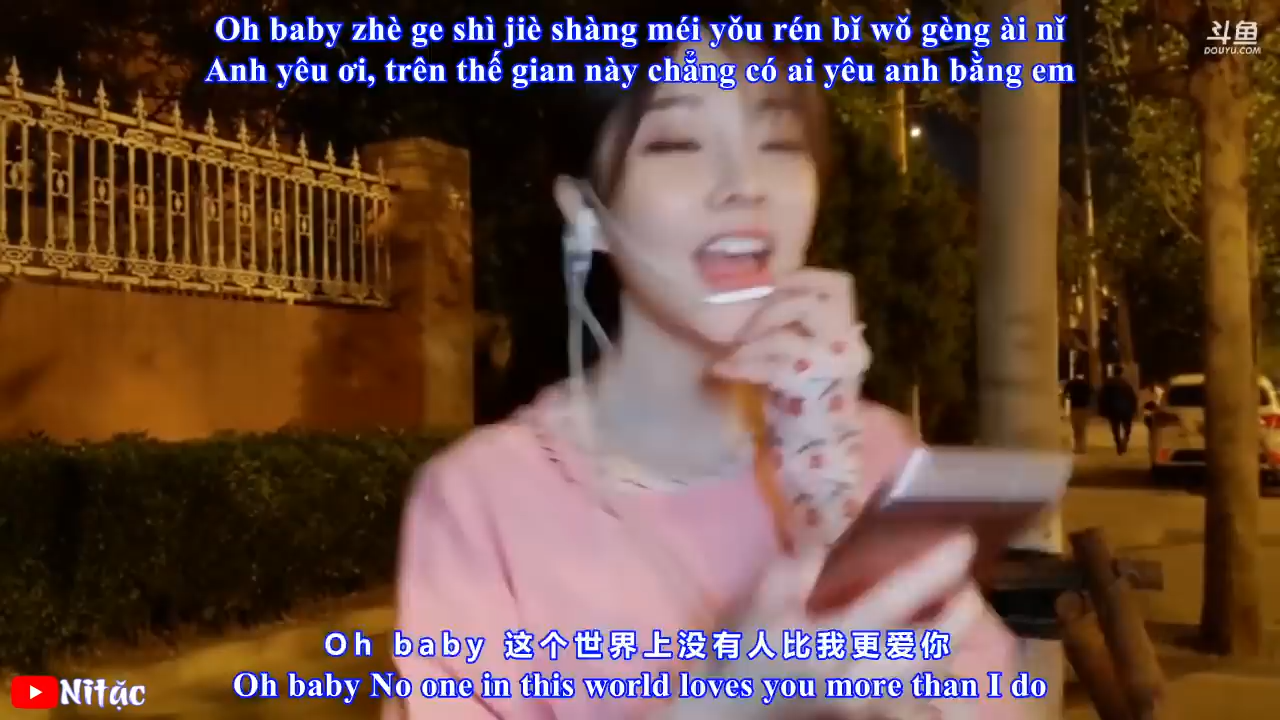 Oh baby zhè ge shì jiè shàng méi yǒu rén bǐ wǒ gèng ài nǐ
Anh yêu ơi, trên thế gian này chẳng có ai yêu anh bằng em
斗鱼
DOUYU.COM
Oh baby 这个世界上没有人比我更爱你
Oh baby No one in this world loves you more than I do
Nitặc